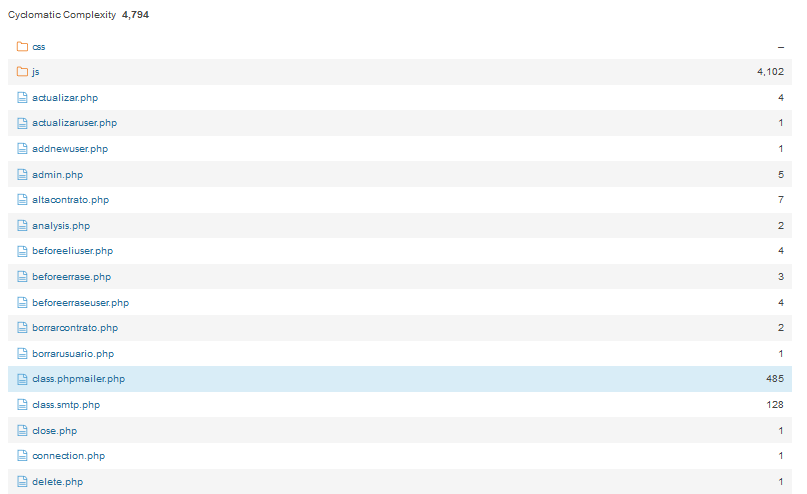 Cyclomatic Complexity 4,794
css –
js 4,102
actualizar.php 4
actualizaruser.php 1
addnewuser.php 1
admin.php 5
altacontrato.php 7
analysis.php 2
beforeeliuser.php 4
beforeerrase.php 3
beforeerraseuser.php 4
borrarcontrato.php 2
borrarusuario.php 1
class.phpmailer.php 485
class.smtp.php 128
close.php 1
connection.php 1
delete.php 1